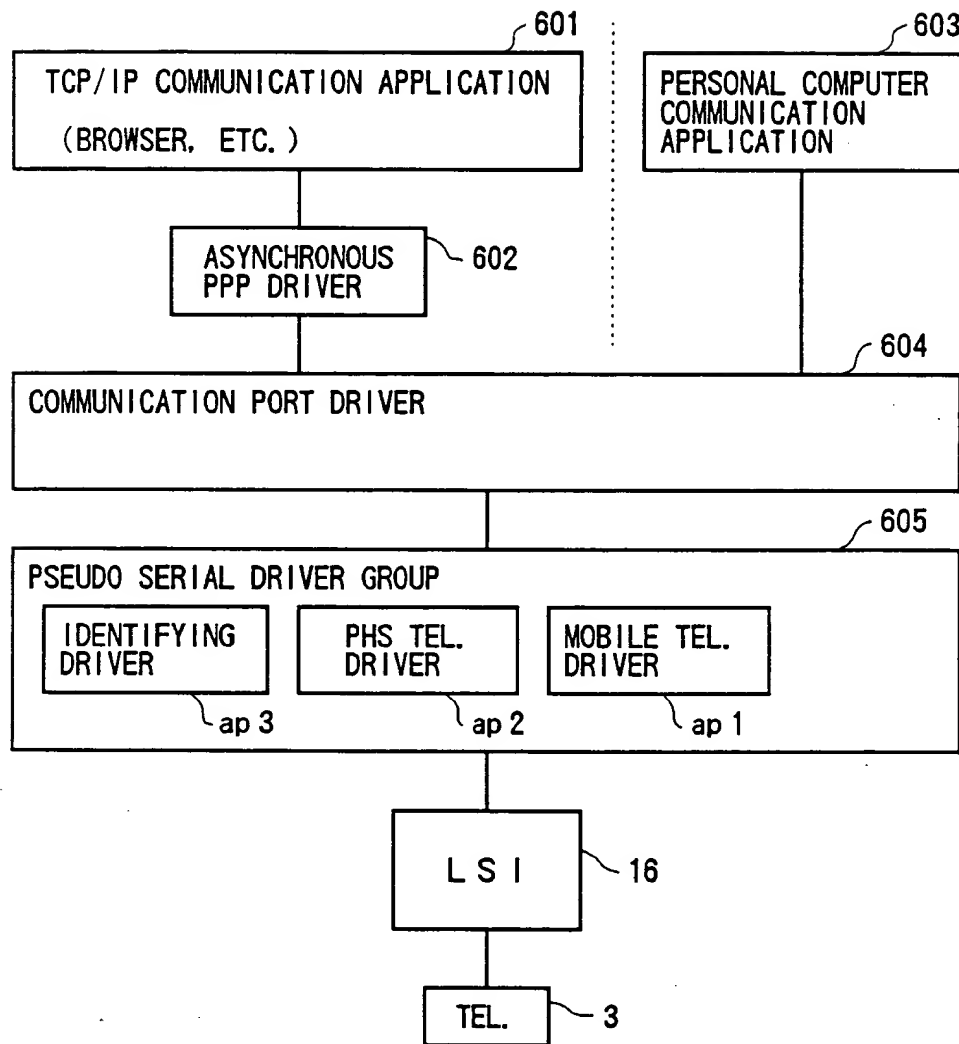 601
603
TCP/IP COMMUNICATION APPLICATION
(BROWSER, ETC.)
PERSONAL COMPUTER
COMMUNICATION
APPLICATION
ASYNCHRONOUS
PPP DRIVER
602
604
COMMUNICATION PORT DRIVER
605
PSEUDO SERIAL DRIVER GROUP
IDENTIFYING
DRIVER
PHS TEL.
DRIVER
MOBILE TEL.
DRIVER
ap 3
ap 2
ap 1
LSI
16
TEL.
3